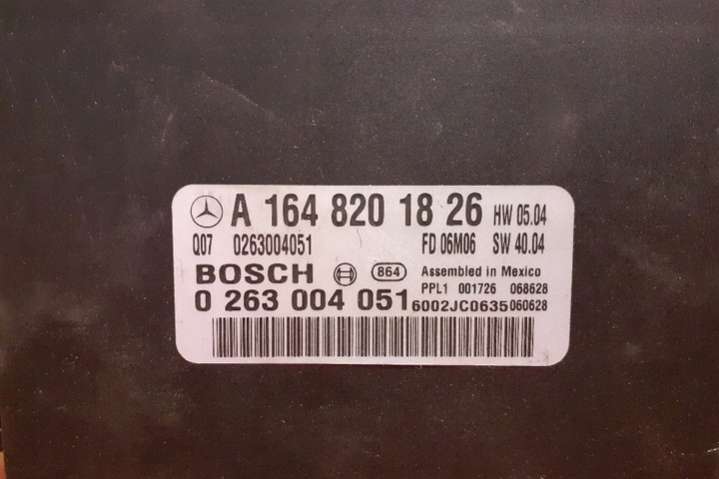 A 164 820 18 26 HW 05.04
Q07 0263004051 FD 06M06 SW 40.04
BOSCH 864 Assembled in Mexico
PPL1 001726 068628
0 263 004 051 6002JC0635 060628